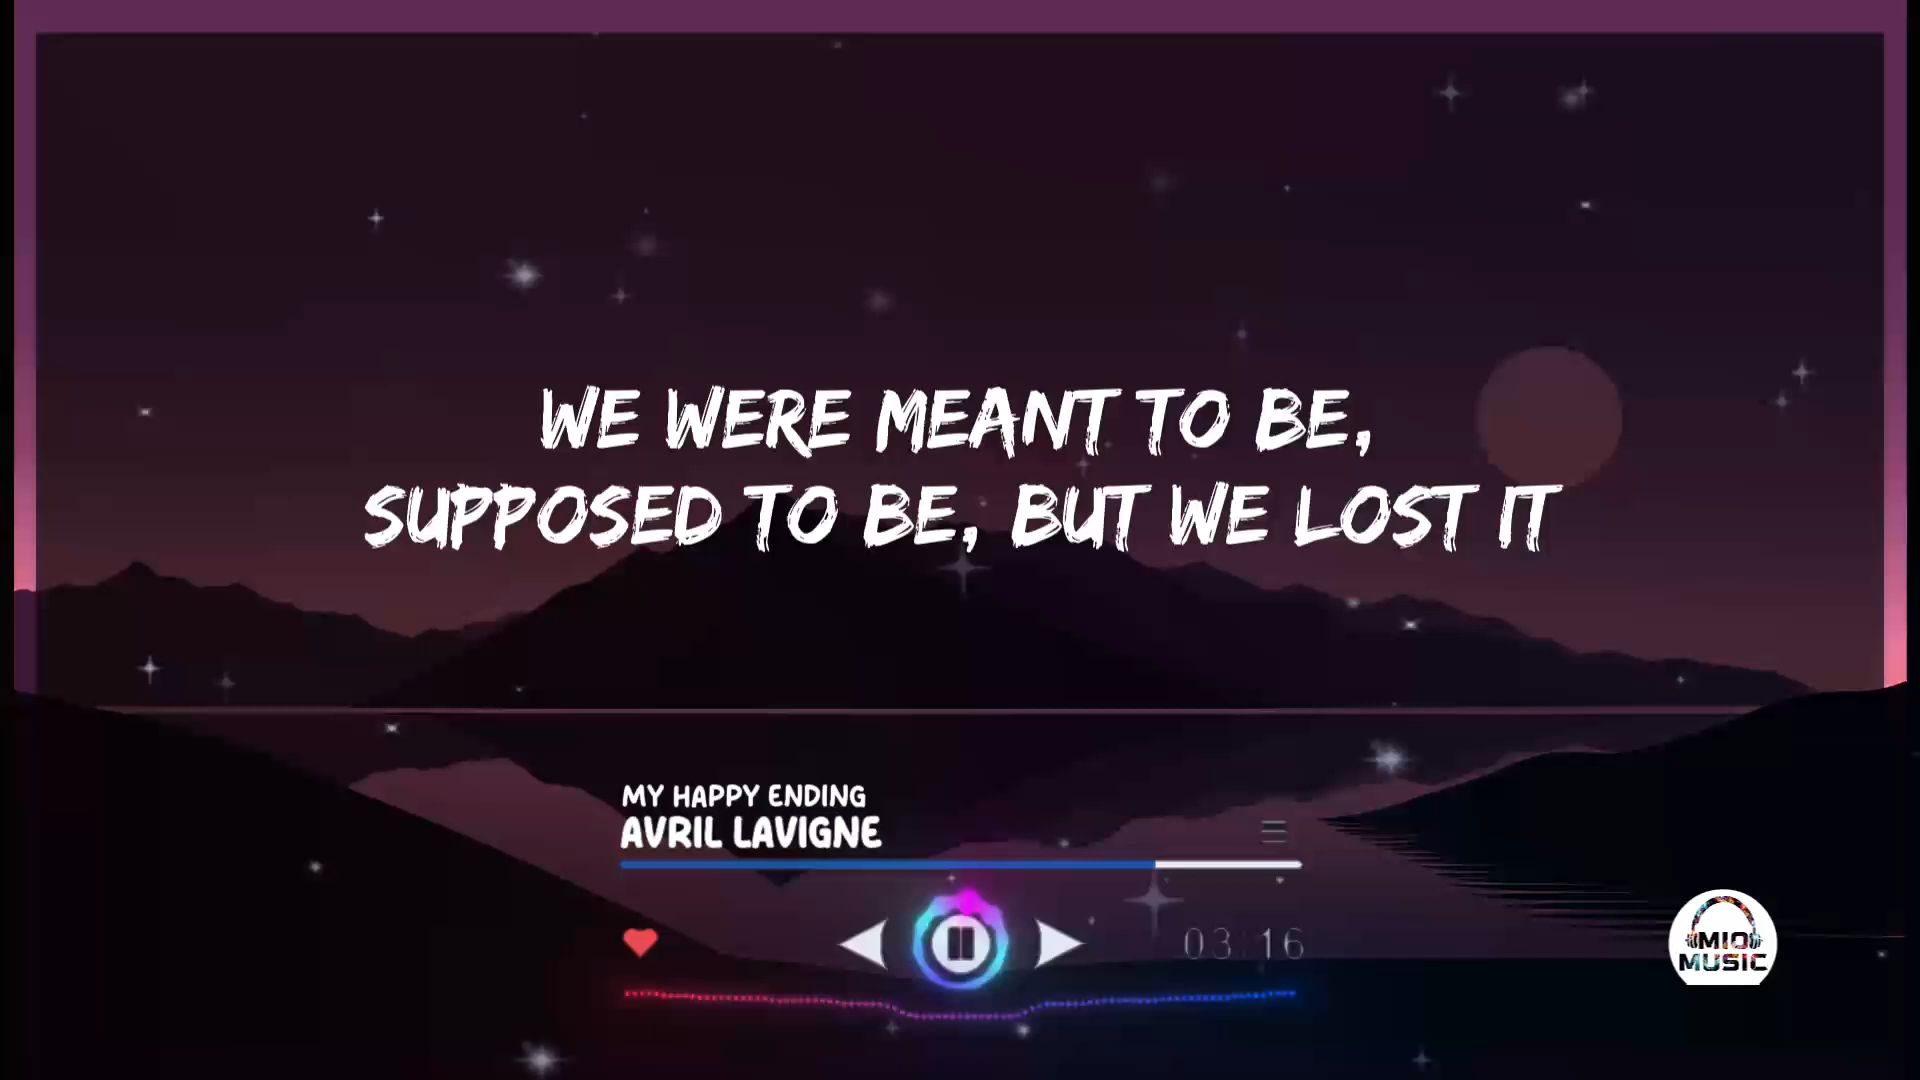 WE WERE MEANT TO BE,
SUPPOSED TO BE, BUT WE LOST IT
MY HAPPY ENDING
AVRIL LAVIGNE
03:16
MIO
MUSIC